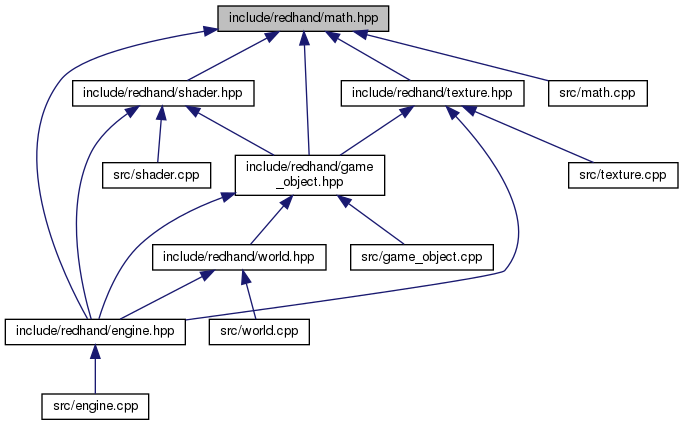 include/redhand/math.hpp
include/redhand/shader.hpp
include/redhand/texture.hpp
src/math.cpp
src/shader.cpp
include/redhand/game
_object.hpp
src/texture.cpp
include/redhand/world.hpp
src/game_object.cpp
include/redhand/engine.hpp
src/world.cpp
src/engine.cpp